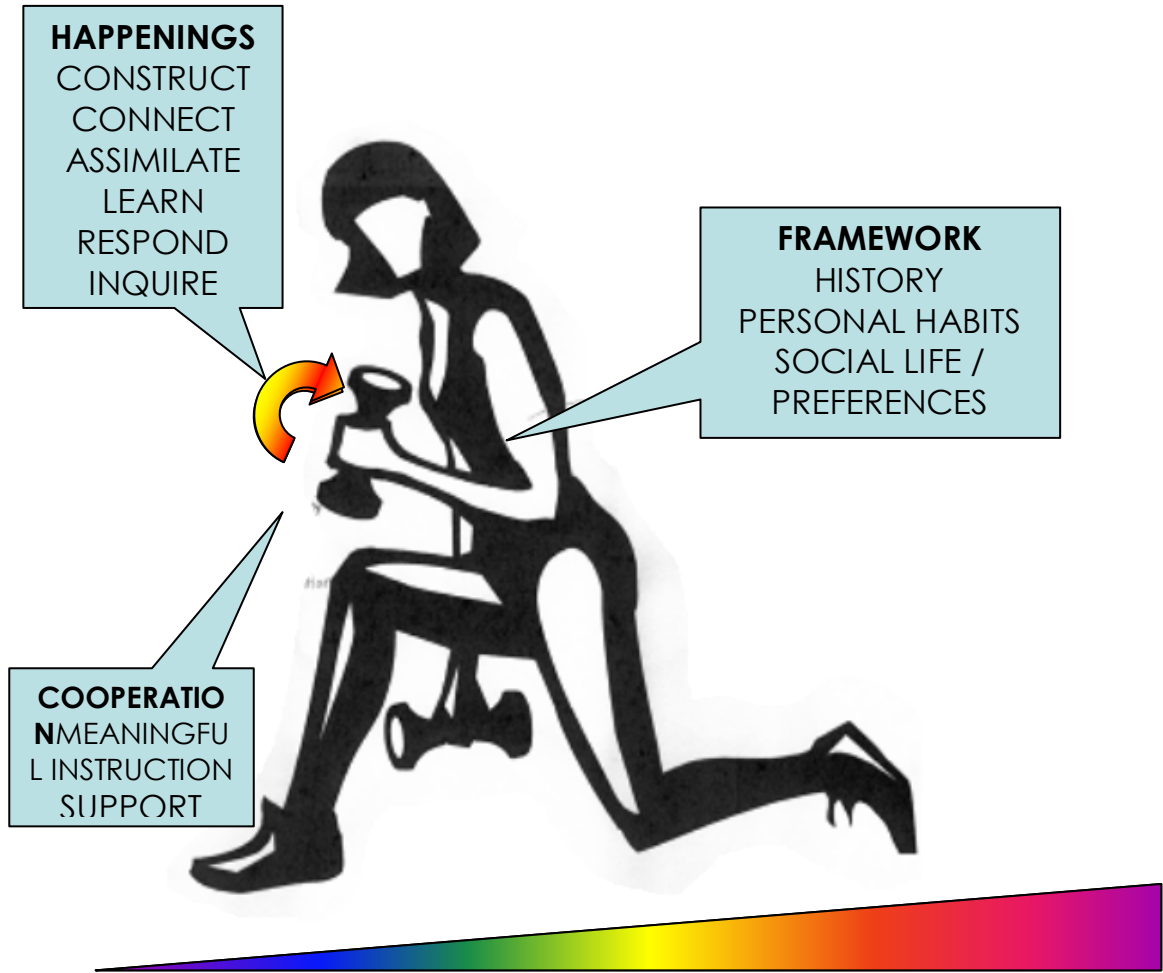 HAPPENINGS
CONSTRUCT
CONNECT
ASSIMILATE
LEARN
RESPOND
INQUIRE
FRAMEWORK
HISTORY
PERSONAL HABITS
SOCIAL LIFE /
PREFERENCES
COOPERATIO
NMEANINGFU
L INSTRUCTION
SUPPORT